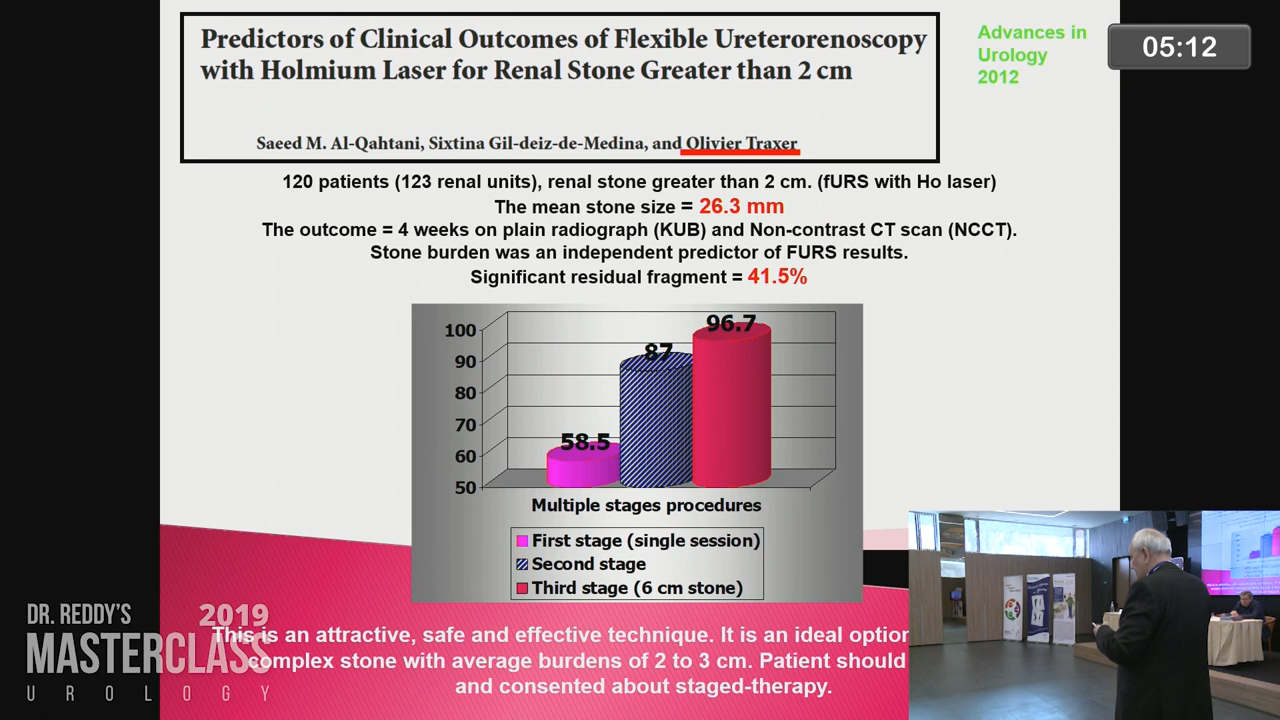 Predictors of Clinical Outcomes of Flexible Ureterorenoscopy
with Holmium Laser for Renal Stone Greater than 2 cm
Saeed M. Al-Qahtani, Sixtina Gil-deiz-de-Medina, and Olivier Traxer
Advances in
Urology
2012
05:12
120 patients (123 renal units), renal stone greater than 2 cm. (fURS with Ho laser)
The mean stone size = 26.3 mm
The outcome = 4 weeks on plain radiograph (KUB) and Non-contrast CT scan (NCCT).
Stone burden was an independent predictor of FURS results.
Significant residual fragment = 41.5%
100
90
80
70
60
50
58.5
87
96.7
Multiple stages procedures
First stage (single session)
Second stage
Third stage (6 cm stone)
This is an attractive, safe and effective technique. It is an ideal
complex stone with average burdens of 2 to 3 cm. Patient should
and consented about staged-therapy.
DR. REDDY'S 2019
MASTERCLASS
UROLOGY